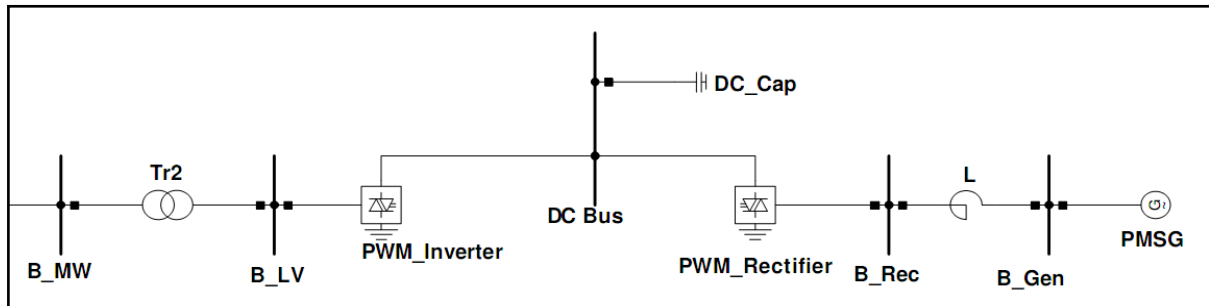 DC_Cap
Tr2
L
G~
DC Bus
PMSG
PWM_Inverter
PWM_Rectifier
B_MW
B_LV
B_Rec
B_Gen